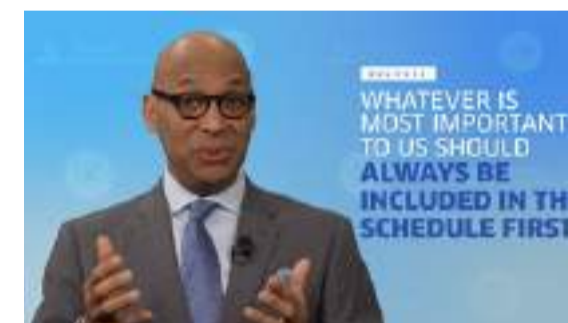 WHATEVER IS
MOST IMPORTANT
TO US SHOULD
ALWAYS BE
INCLUDED IN TH
SCHEDULE FIRST